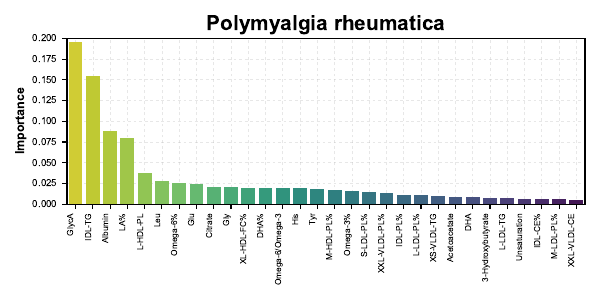 Polymyalgia rheumatica
Importance
0.200
0.175
0.150
0.125
0.100
0.075
0.050
0.025
0.000
GlycA
IDL-TG
Albumin
LA%
L-HDL-PL
Leu
Omega-6%
Glu
Citrate
Gly
XL-HDL-FC%
DHA%
Omega-6/Omega-3
His
Tyr
M-HDL-PL%
Omega-3%
S-LDL-PL%
XXL-VLDL-PL%
IDL-PL%
L-LDL-PL%
XS-VLDL-TG
Acetoacetate
DHA
3-Hydroxybutyrate
L-LDL-TG
Unsaturation
IDL-CE%
M-LDL-PL%
XXL-VLDL-CE